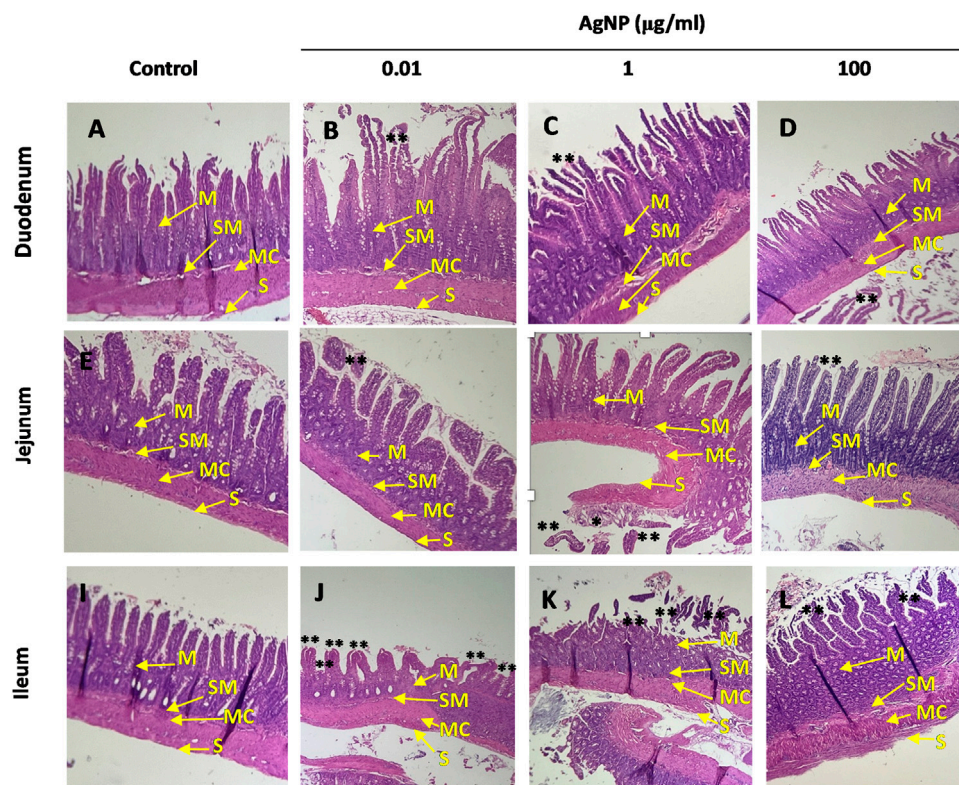 AgNP (µg/ml)
Control 0.01 1 100
Duodenum
A
M
SM
MC
S
B
**
M
SM
MC
S
C
**
M
SM
MC
S
D
M
SM
MC
S
**
Jejunum
E
M
SM
MC
S
**
M
SM
MC
S
M
SM
MC
S
**
*
**
**
M
SM
MC
S
Ileum
I
M
SM
MC
S
J
** ** ** ** ** **
M
SM
MC
S
K
** ** **
M
SM
MC
S
L
** **
M
SM
MC
S